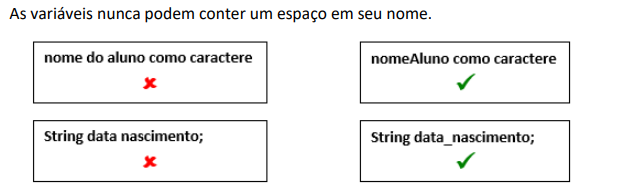 As variáveis nunca podem conter um espaço em seu nome.
nome do aluno como caractere
nomeAluno como caractere
String data nascimento;
String data_nascimento;